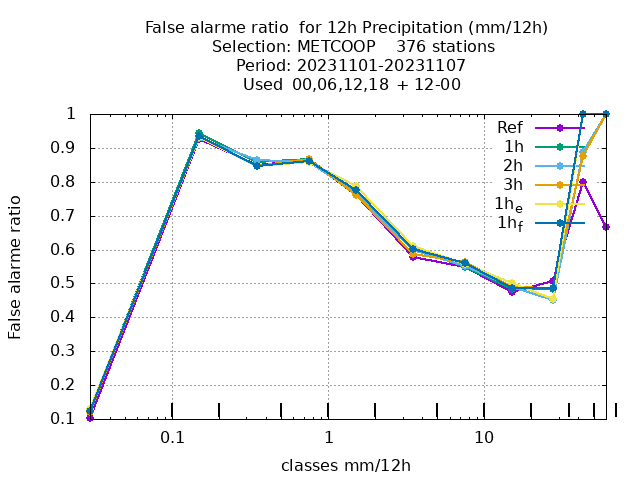 False alarme ratio  for 12h Precipitation (mm/12h)
Selection: METCOOP    376 stations
Period: 20231101-20231107
Used  00,06,12,18 + 12-00
Ref
1h
2h
3h
1h_e
1h_f
False alarme ratio
1
0.9
0.8
0.7
0.6
0.5
0.4
0.3
0.2
0.1
0.1 1 10
classes mm/12h